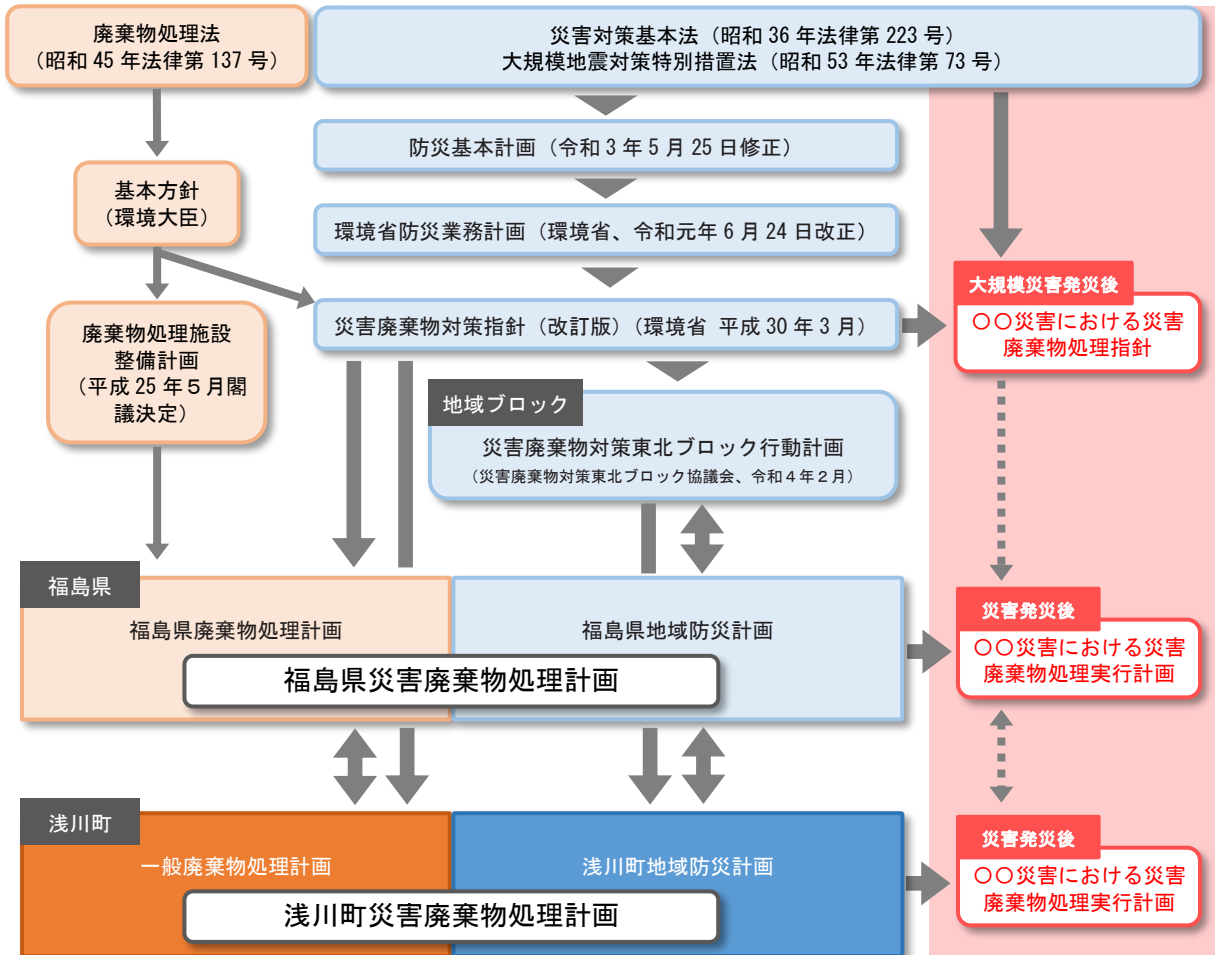 廃棄物処理法
（昭和 45 年法律第 137 号）
災害対策基本法（昭和 36 年法律第 223 号）
大規模地震対策特別措置法（昭和 53 年法律第 73 号）
防災基本計画（令和 3 年 5 月 25 日修正）
基本方針
（環境大臣）
環境省防災業務計画（環境省、令和元年 6 月 24 日改正）
大規模災害発災後
〇〇災害における災害
廃棄物処理指針
災害廃棄物対策指針（改訂版）（環境省 平成 30 年 3 月）
廃棄物処理施設
整備計画
（平成 25 年５月閣
議決定）
地域ブロック
災害廃棄物対策東北ブロック行動計画
（災害廃棄物対策東北ブロック協議会、令和４年２月）
福島県
福島県廃棄物処理計画
福島県地域防災計画
福島県災害廃棄物処理計画
災害発災後
〇〇災害における災害
廃棄物処理実行計画
浅川町
一般廃棄物処理計画
浅川町地域防災計画
浅川町災害廃棄物処理計画
災害発災後
〇〇災害における災害
廃棄物処理実行計画